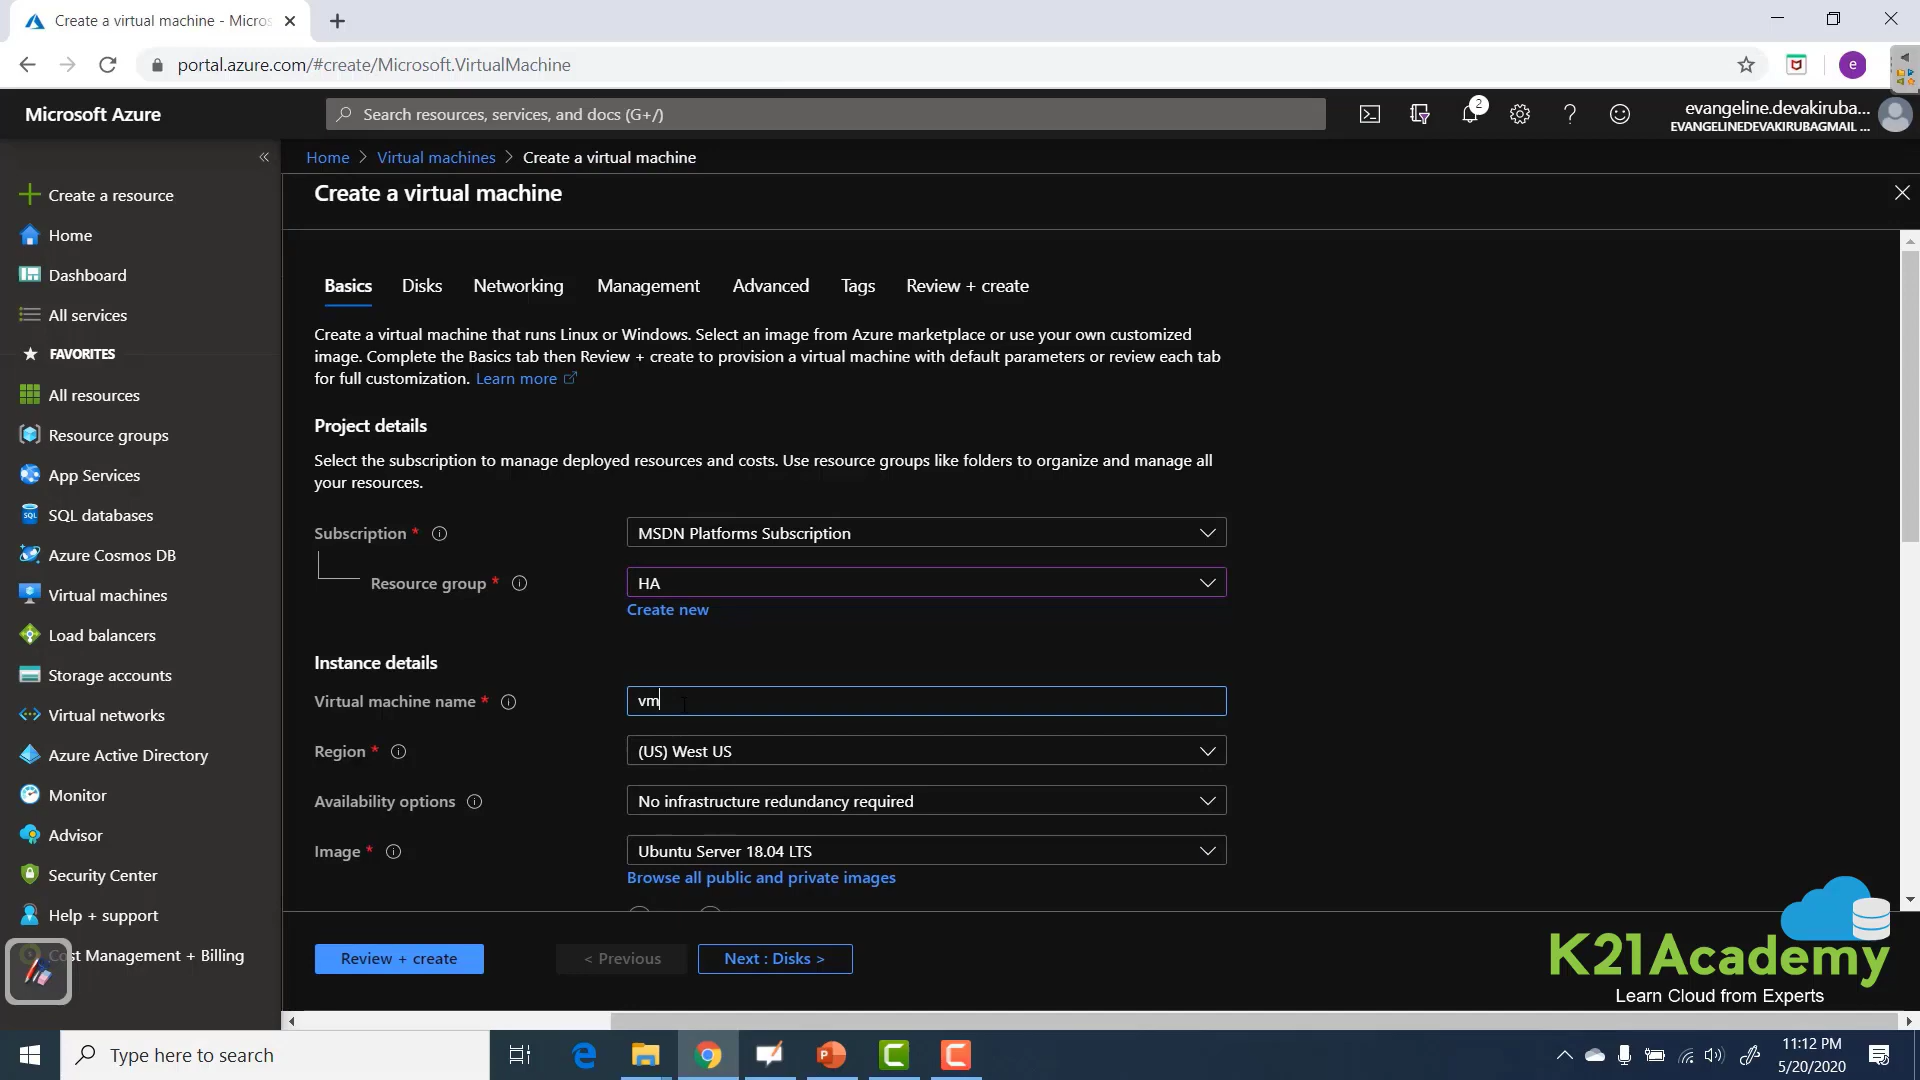 Create a virtual machine - Micros
portal.azure.com/#create/Microsoft.VirtualMachine
e
Microsoft Azure
Search resources, services, and docs (G+/)
2
evangeline.devakiruba...
EVANGELINEDEVAKIRUBAGMAIL ...
Home > Virtual machines > Create a virtual machine
Create a virtual machine
Create a resource
Home
Dashboard
All services
FAVORITES
All resources
Resource groups
App Services
SQL databases
Azure Cosmos DB
Virtual machines
Load balancers
Storage accounts
Virtual networks
Azure Active Directory
Monitor
Advisor
Security Center
Help + support
Cost Management + Billing
Basics Disks Networking Management Advanced Tags Review + create
Create a virtual machine that runs Linux or Windows. Select an image from Azure marketplace or use your own customized
image. Complete the Basics tab then Review + create to provision a virtual machine with default parameters or review each tab
for full customization. Learn more
Project details
Select the subscription to manage deployed resources and costs. Use resource groups like folders to organize and manage all
your resources.
Subscription * MSDN Platforms Subscription
Resource group * HA
Create new
Instance details
Virtual machine name * vm
Region * (US) West US
Availability options No infrastructure redundancy required
Image * Ubuntu Server 18.04 LTS
Browse all public and private images
Review + create < Previous Next : Disks >
K21Academy
Learn Cloud from Experts
Type here to search
11:12 PM
5/20/2020